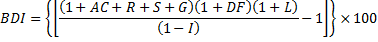 BDI = {[(1 + AC + R + S + G)(1 + DF)(1 + L) / (1 − I) − 1]} × 100